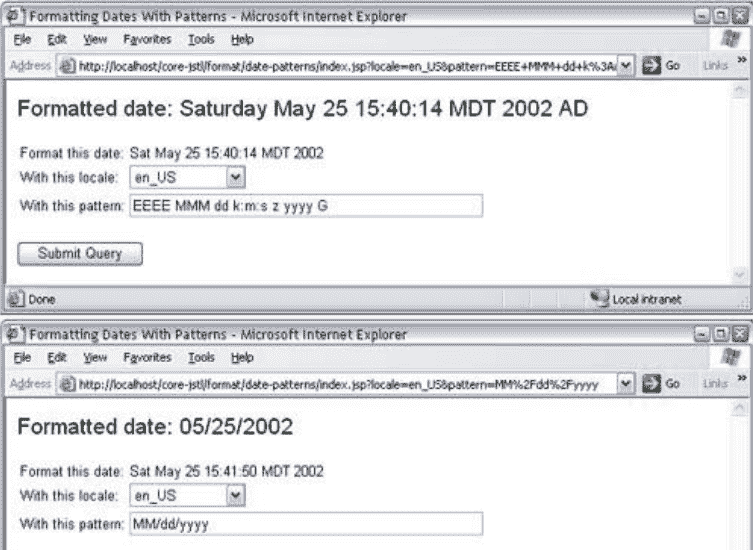 Formatting Dates With Patterns - Microsoft Internet Explorer
File Edit View Favorites Tools Help
Address http://localhost/core-jstl/format/date-patterns/index.jsp?locale=en_US&pattern=EEEE+MMM+dd+k%3A Go Links »
Formatted date: Saturday May 25 15:40:14 MDT 2002 AD
Format this date: Sat May 25 15:40:14 MDT 2002
With this locale: en_US
With this pattern: EEEE MMM dd k:m:s z yyyy G
Submit Query
Done Local intranet
Formatting Dates With Patterns - Microsoft Internet Explorer
File Edit View Favorites Tools Help
Address http://localhost/core-jstl/format/date-patterns/index.jsp?locale=en_US&pattern=MM%2Fdd%2Fyyyy Go Links »
Formatted date: 05/25/2002
Format this date: Sat May 25 15:41:50 MDT 2002
With this locale: en_US
With this pattern: MM/dd/yyyy